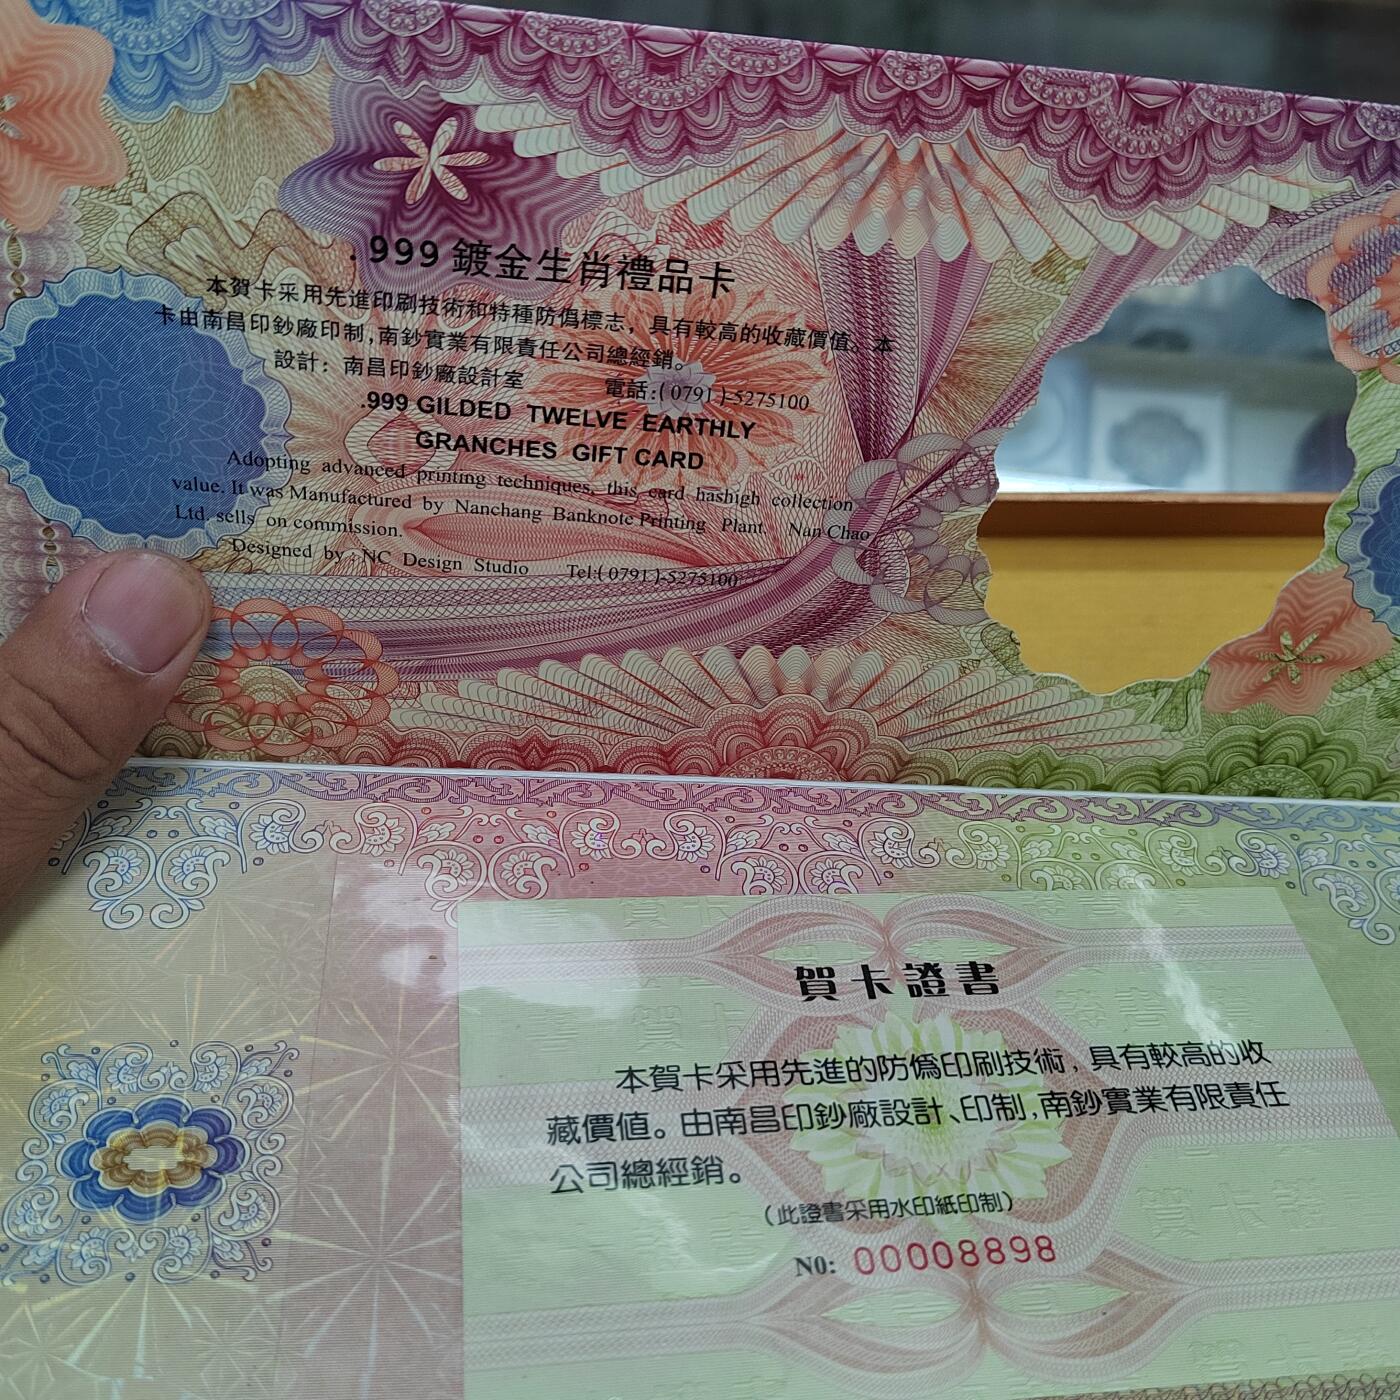 .999 鍍金生肖禮品卡
本賀卡采用先進印刷技術和特種防僞標志，具有較高的收藏價值。本
卡由南昌印鈔廠印制,南鈔實業有限責任公司總經銷。
設計：南昌印鈔廠設計室 電話:(0791)-5275100
.999 GILDED TWELVE EARTHLY
GRANCHES GIFT CARD
Adopting advanced printing techniques, this card hashigh collection
value. It was Manufactured by Nanchang Banknote Printing Plant. Nan Chao
Ltd. sells on commission.
Designed by : NC Design Studio Tel:(0791)-5275100
賀卡證書
本賀卡采用先進的防僞印刷技術，具有較高的收
藏價值。由南昌印鈔廠設計、印制,南鈔實業有限責任
公司總經銷。
（此證書采用水印紙印制）
N0: 00008898